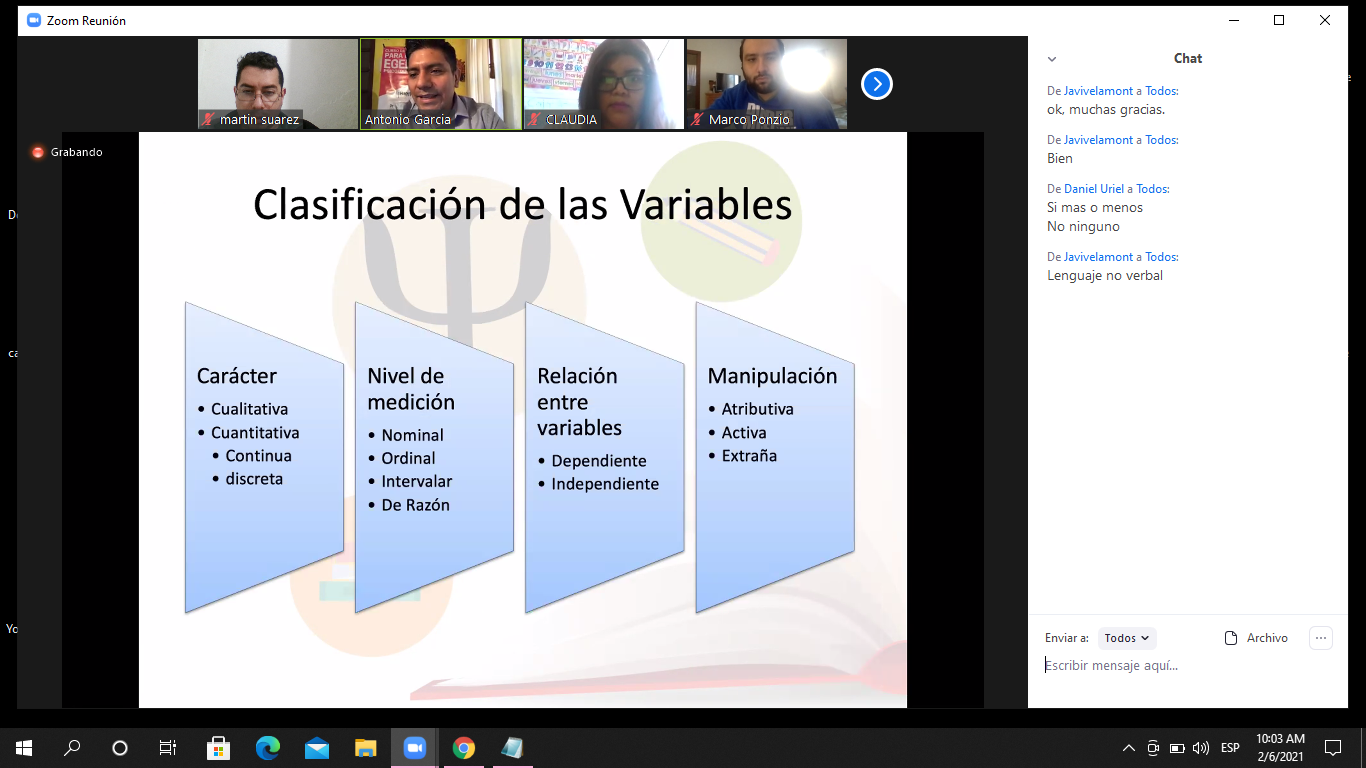 Zoom Reunión
martin suarez
Antonio Garcia
CLAUDIA
Marco Ponzio
Grabando
Clasificación de las Variables
Carácter
• Cualitativa
• Cuantitativa
• Continua
• discreta
Nivel de
medición
• Nominal
• Ordinal
• Intervalar
• De Razón
Relación
entre
variables
• Dependiente
• Independiente
Manipulación
• Atributiva
• Activa
• Extraña
Chat
De Javivelamont a Todos:
ok, muchas gracias.
De Javivelamont a Todos:
Bien
De Daniel Uriel a Todos:
Si mas o menos
No ninguno
De Javivelamont a Todos:
Lenguaje no verbal
Enviar a: Todos
Archivo
Escribir mensaje aquí...
ESP
10:03 AM
2/6/2021